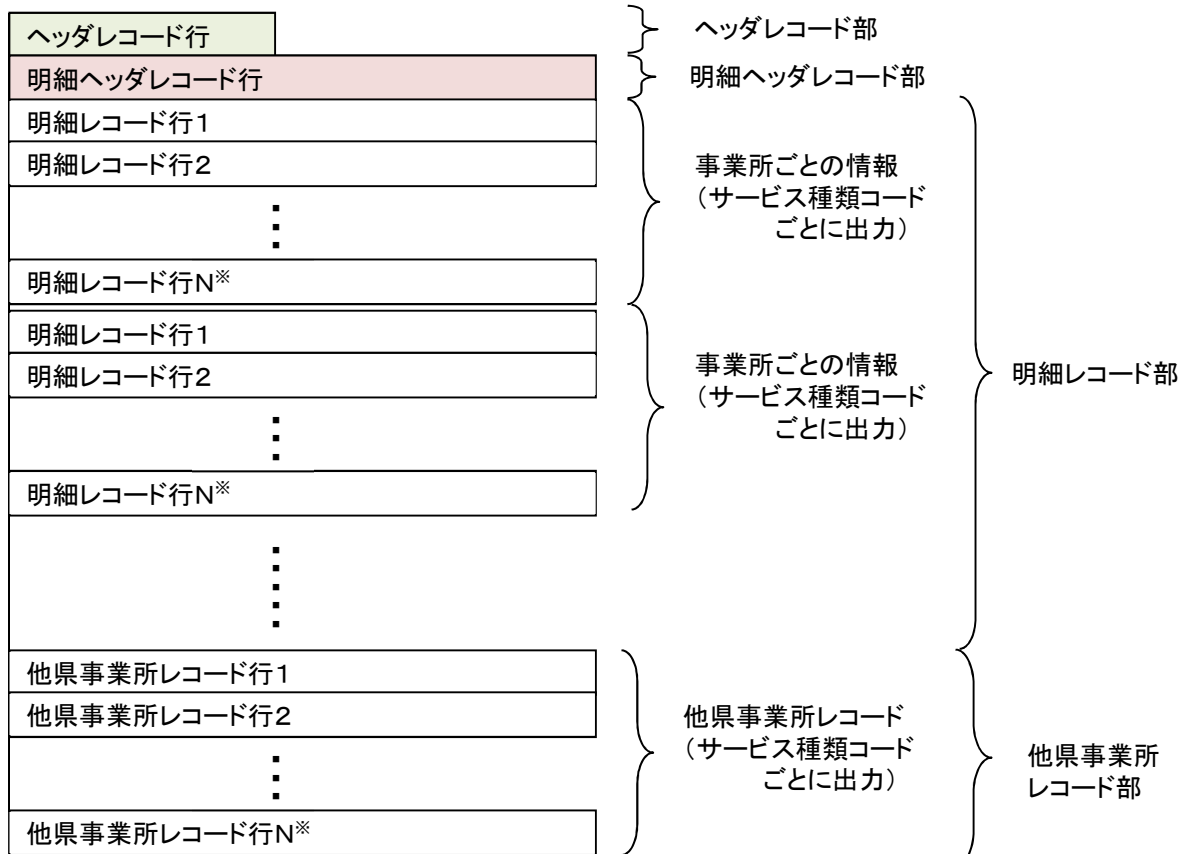 ヘッダレコード行
ヘッダレコード部
明細ヘッダレコード行
明細ヘッダレコード部
明細レコード行1
明細レコード行2
事業所ごとの情報
(サービス種類コード
ごとに出力)
明細レコード行N※
明細レコード行1
明細レコード行2
事業所ごとの情報
(サービス種類コード
ごとに出力)
明細レコード部
明細レコード行N※
他県事業所レコード行1
他県事業所レコード行2
他県事業所レコード
(サービス種類コード
ごとに出力)
他県事業所
レコード部
他県事業所レコード行N※